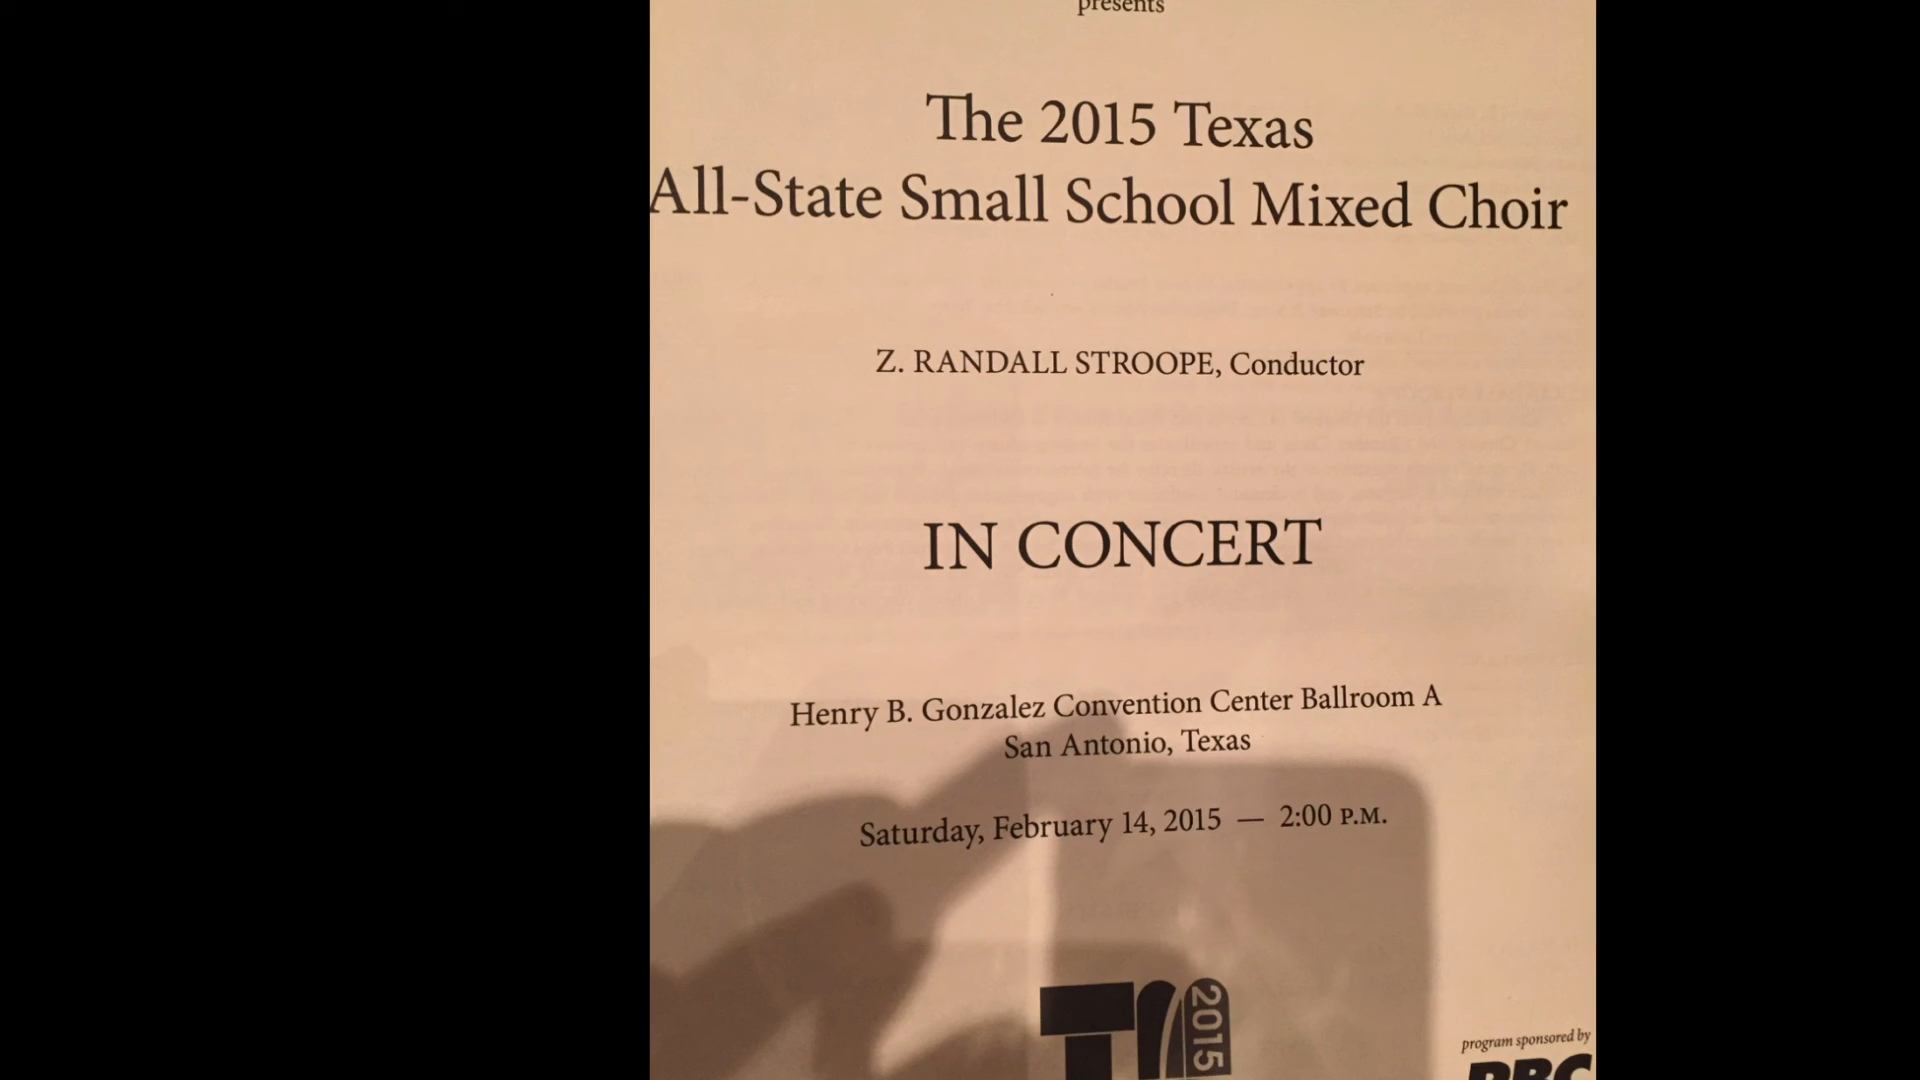 presents
The 2015 Texas
All-State Small School Mixed Choir
Z. RANDALL STROOPE, Conductor
IN CONCERT
Henry B. Gonzalez Convention Center Ballroom A
San Antonio, Texas
Saturday, February 14, 2015 — 2:00 P.M.
2015
program sponsored by